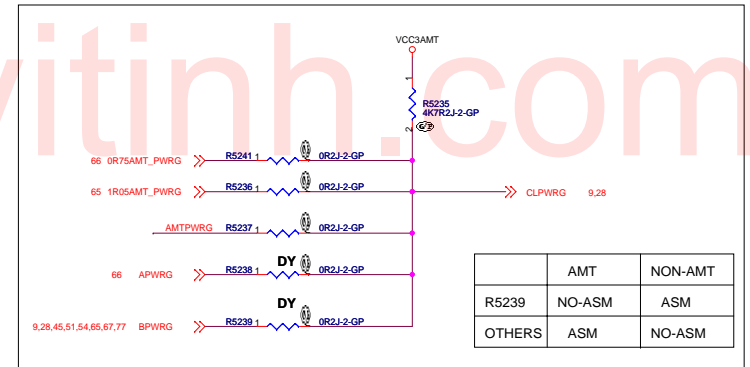 vitinh.com
VCC3AMT
1
R5235
4K7R2J-2-GP
2
66 0R75AMT_PWRG R5241 1 0R2J-2-GP
65 1R05AMT_PWRG R5236 1 0R2J-2-GP
CLPWRG 9,28
AMTPWRG R5237 1 0R2J-2-GP
DY
66 APWRG R5238 1 0R2J-2-GP
DY
9,28,45,51,54,65,67,77 BPWRG R5239 1 0R2J-2-GP
AMT NON-AMT
R5239 NO-ASM ASM
OTHERS ASM NO-ASM